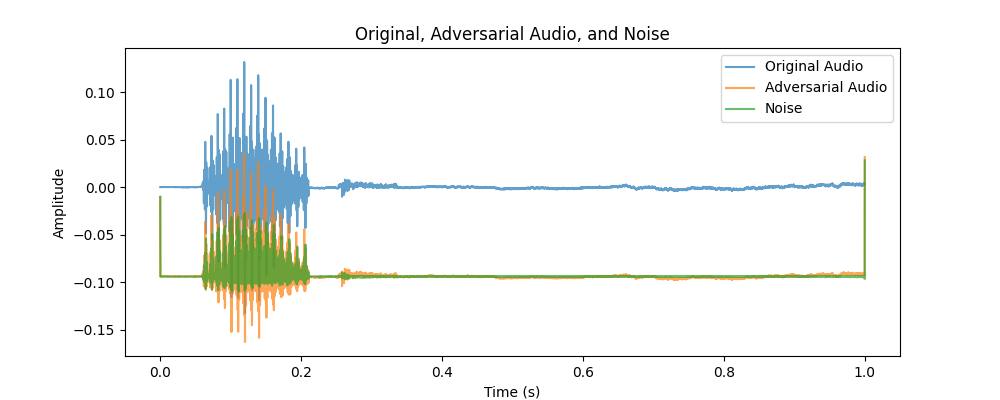 Original, Adversarial Audio, and Noise
Original Audio
Adversarial Audio
Noise
Amplitude
0.10
0.05
0.00
−0.05
−0.10
−0.15
0.0 0.2 0.4 0.6 0.8 1.0
Time (s)